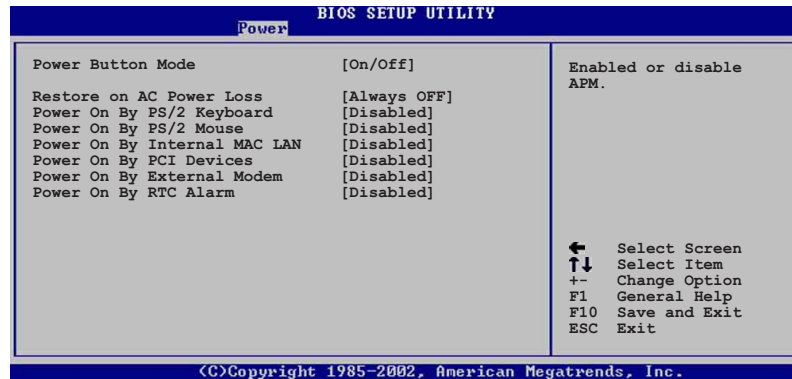 BIOS SETUP UTILITY
Power
Power Button Mode [On/Off]
Restore on AC Power Loss [Always OFF]
Power On By PS/2 Keyboard [Disabled]
Power On By PS/2 Mouse [Disabled]
Power On By Internal MAC LAN [Disabled]
Power On By PCI Devices [Disabled]
Power On By External Modem [Disabled]
Power On By RTC Alarm [Disabled]
Enabled or disable
APM.
← Select Screen
↑↓ Select Item
+- Change Option
F1 General Help
F10 Save and Exit
ESC Exit
(C)Copyright 1985-2002, American Megatrends, Inc.